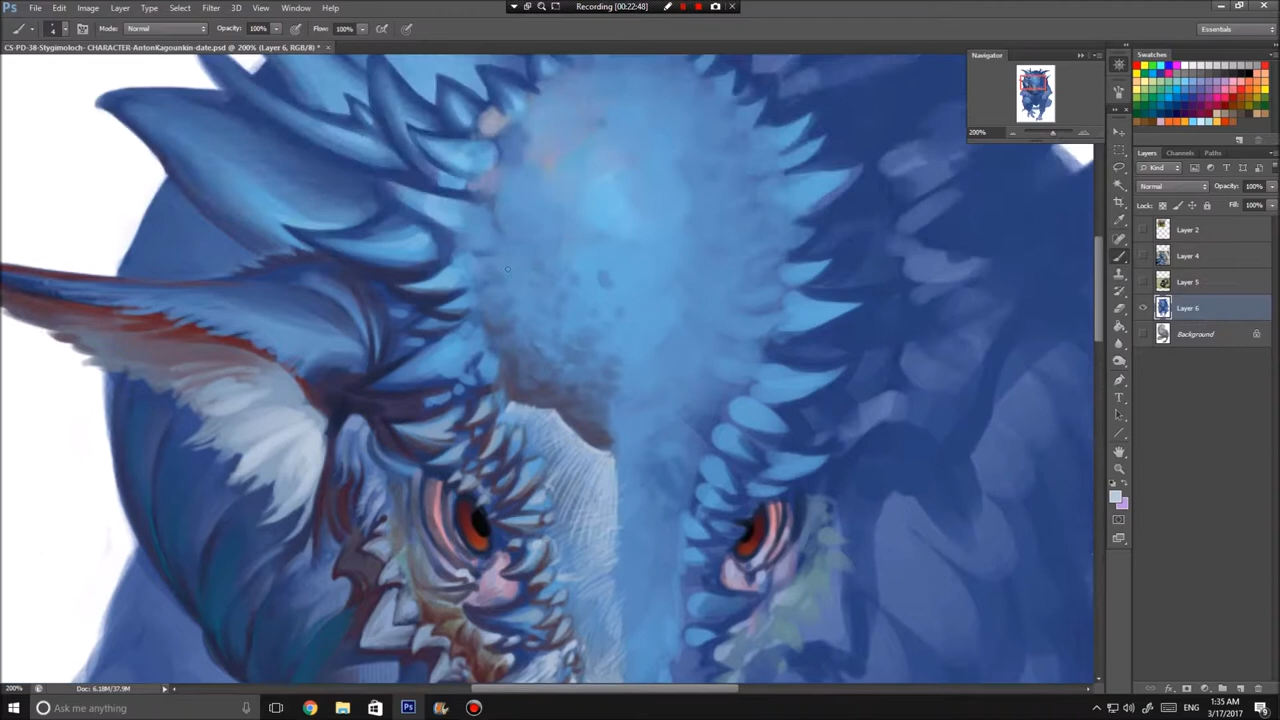 Ps File Edit Image Layer Type Select Filter 3D View Window Help
Recording [00:22:48]
4 Mode: Normal Opacity: 100% Flow: 100% Essentials
CS-PD-38-Stygimoloch- CHARACTER-AntonKagounkin-date.psd @ 200% (Layer 6, RGB/8) * ×
Navigator
200%
Swatches
Layers Channels Paths
Kind
Normal Opacity: 100%
Lock: Fill: 100%
Layer 2
Layer 4
Layer 5
Layer 6
Background
200% Doc: 6.18M/37.9M
Ask me anything
ENG 1:35 AM
3/17/2017